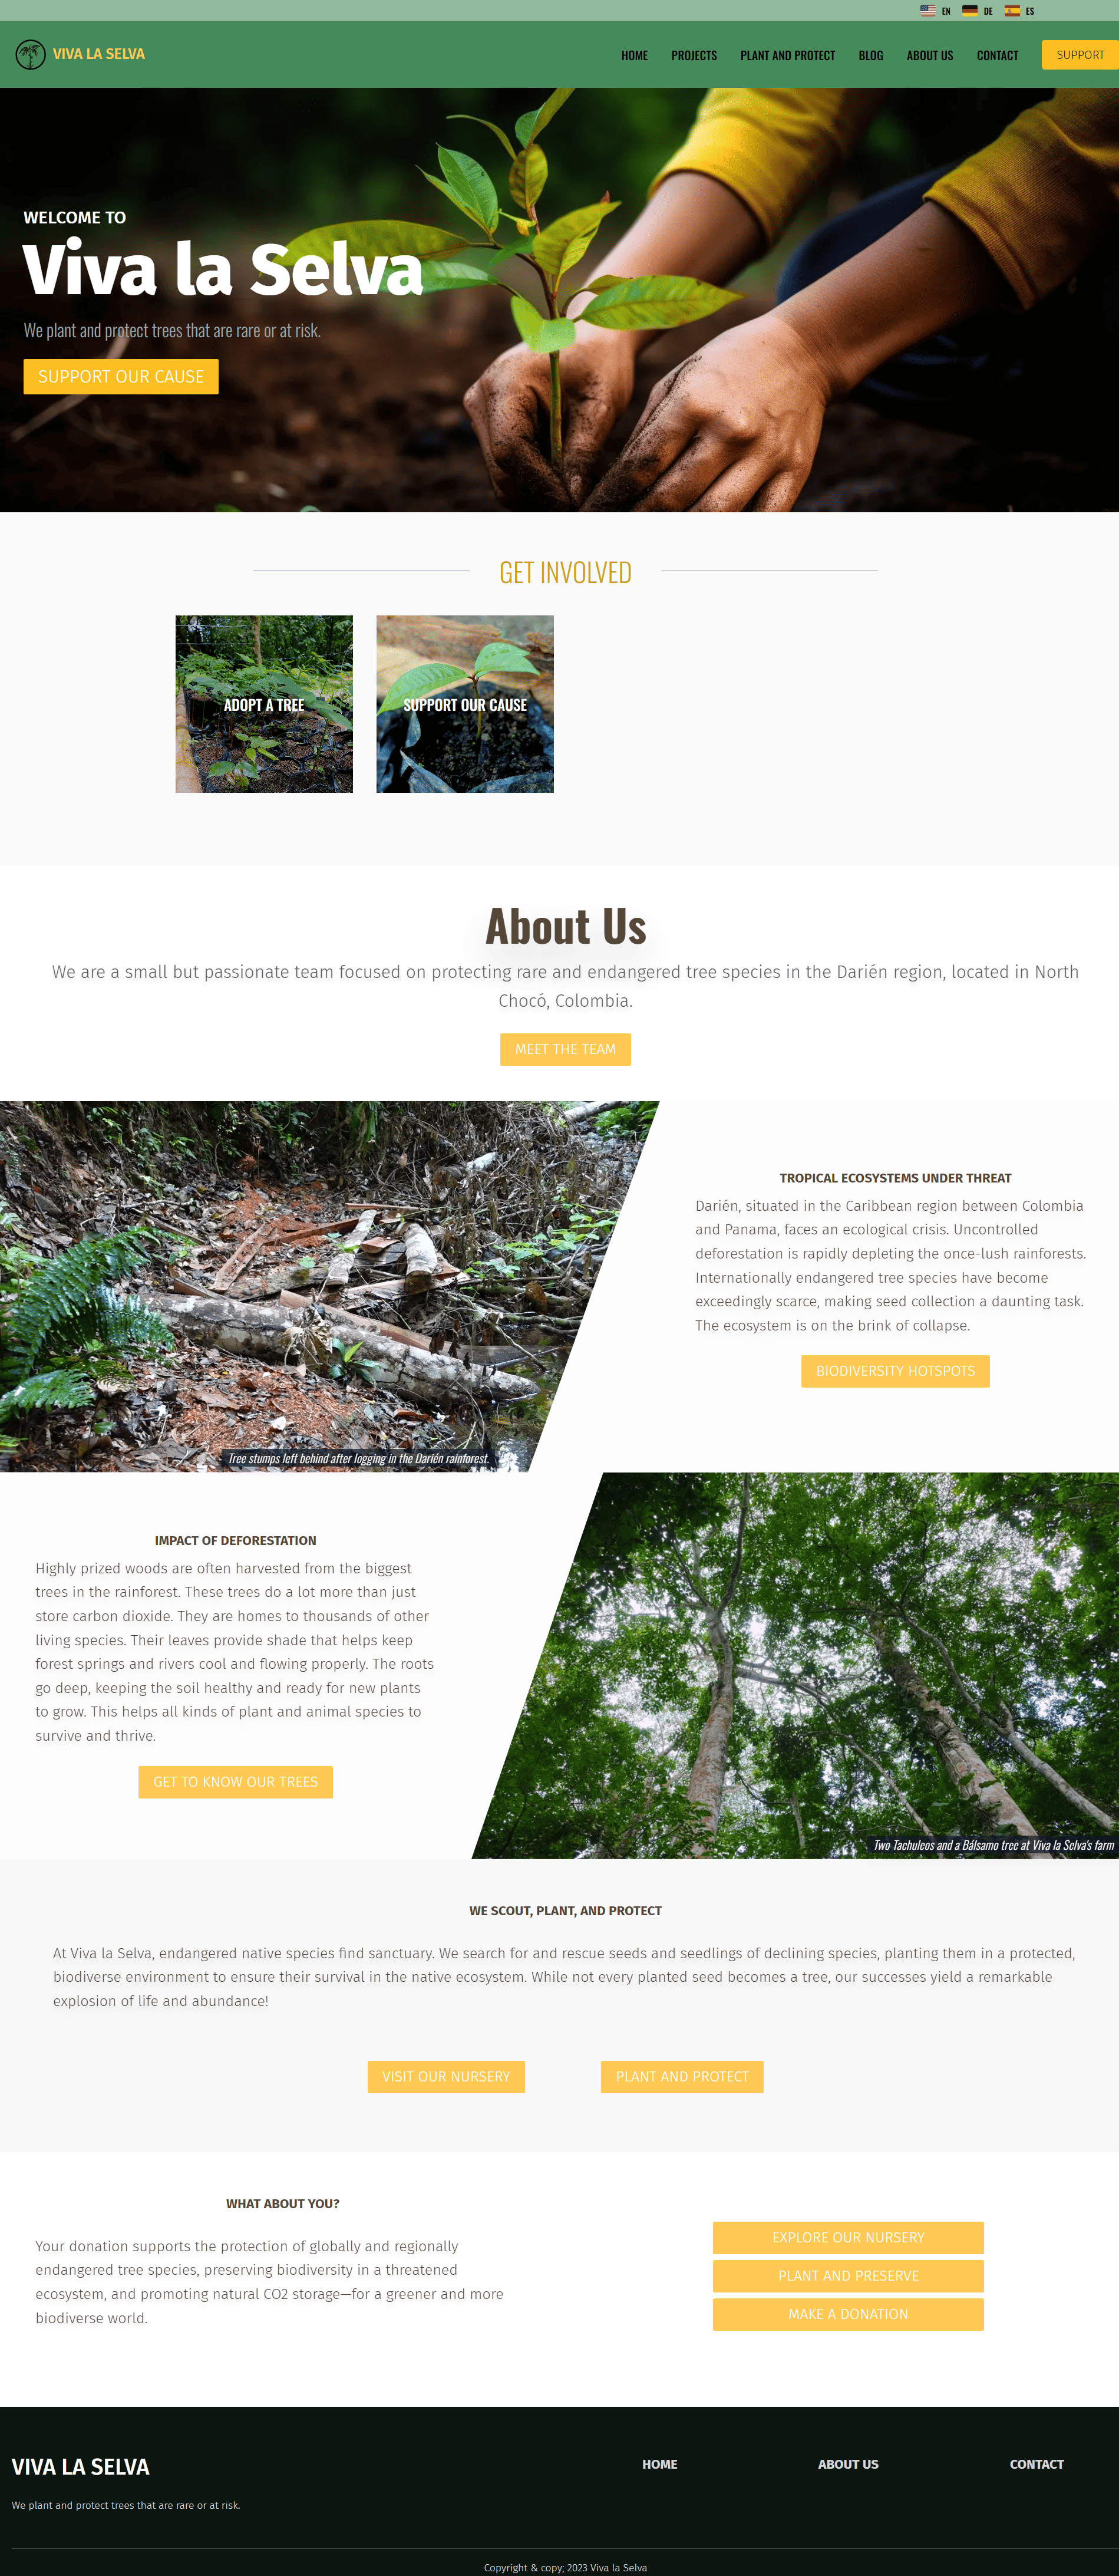 EN DE ES
VIVA LA SELVA
HOME PROJECTS PLANT AND PROTECT BLOG ABOUT US CONTACT SUPPORT
WELCOME TO
Viva la Selva
We plant and protect trees that are rare or at risk.
SUPPORT OUR CAUSE
GET INVOLVED
ADOPT A TREE
SUPPORT OUR CAUSE
About Us
We are a small but passionate team focused on protecting rare and endangered tree species in the Darién region, located in North
Chocó, Colombia.
MEET THE TEAM
TROPICAL ECOSYSTEMS UNDER THREAT
Darién, situated in the Caribbean region between Colombia
and Panama, faces an ecological crisis. Uncontrolled
deforestation is rapidly depleting the once-lush rainforests.
Internationally endangered tree species have become
exceedingly scarce, making seed collection a daunting task.
The ecosystem is on the brink of collapse.
BIODIVERSITY HOTSPOTS
Tree stumps left behind after logging in the Darién rainforest.
IMPACT OF DEFORESTATION
Highly prized woods are often harvested from the biggest
trees in the rainforest. These trees do a lot more than just
store carbon dioxide. They are homes to thousands of other
living species. Their leaves provide shade that helps keep
forest springs and rivers cool and flowing properly. The roots
go deep, keeping the soil healthy and ready for new plants
to grow. This helps all kinds of plant and animal species to
survive and thrive.
GET TO KNOW OUR TREES
Two Tachuleos and a Bálsamo tree at Viva la Selva's farm
WE SCOUT, PLANT, AND PROTECT
At Viva la Selva, endangered native species find sanctuary. We search for and rescue seeds and seedlings of declining species, planting them in a protected,
biodiverse environment to ensure their survival in the native ecosystem. While not every planted seed becomes a tree, our successes yield a remarkable
explosion of life and abundance!
VISIT OUR NURSERY
PLANT AND PROTECT
WHAT ABOUT YOU?
Your donation supports the protection of globally and regionally
endangered tree species, preserving biodiversity in a threatened
ecosystem, and promoting natural CO2 storage—for a greener and more
biodiverse world.
EXPLORE OUR NURSERY
PLANT AND PRESERVE
MAKE A DONATION
VIVA LA SELVA
We plant and protect trees that are rare or at risk.
HOME
ABOUT US
CONTACT
Copyright & copy; 2023 Viva la Selva